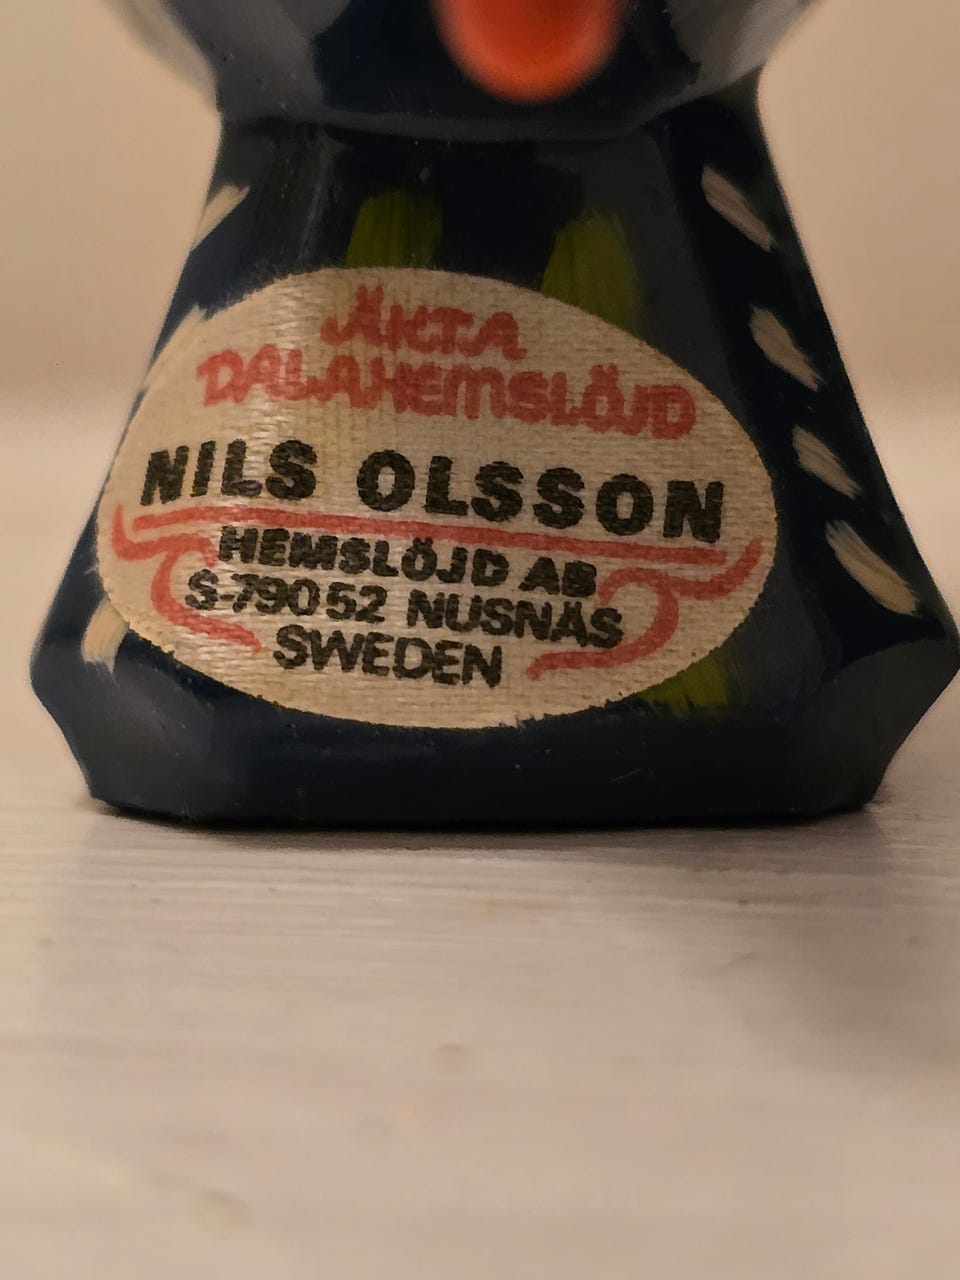 ÄKTA
DALAHEMSLÖJD
NILS OLSSON
HEMSLÖJD AB
S-790 52 NUSNÄS
SWEDEN